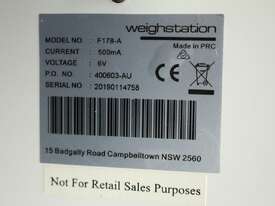 weighstation
MODEL NO : F178-A
Made in PRC
CURRENT : 500mA
VOLTAGE : 6V
P.O. NO : 400603-AU
SERIAL NO : 20190114758
15 Badgally Road Campbelltown NSW 2560
Not For Retail Sales Purposes